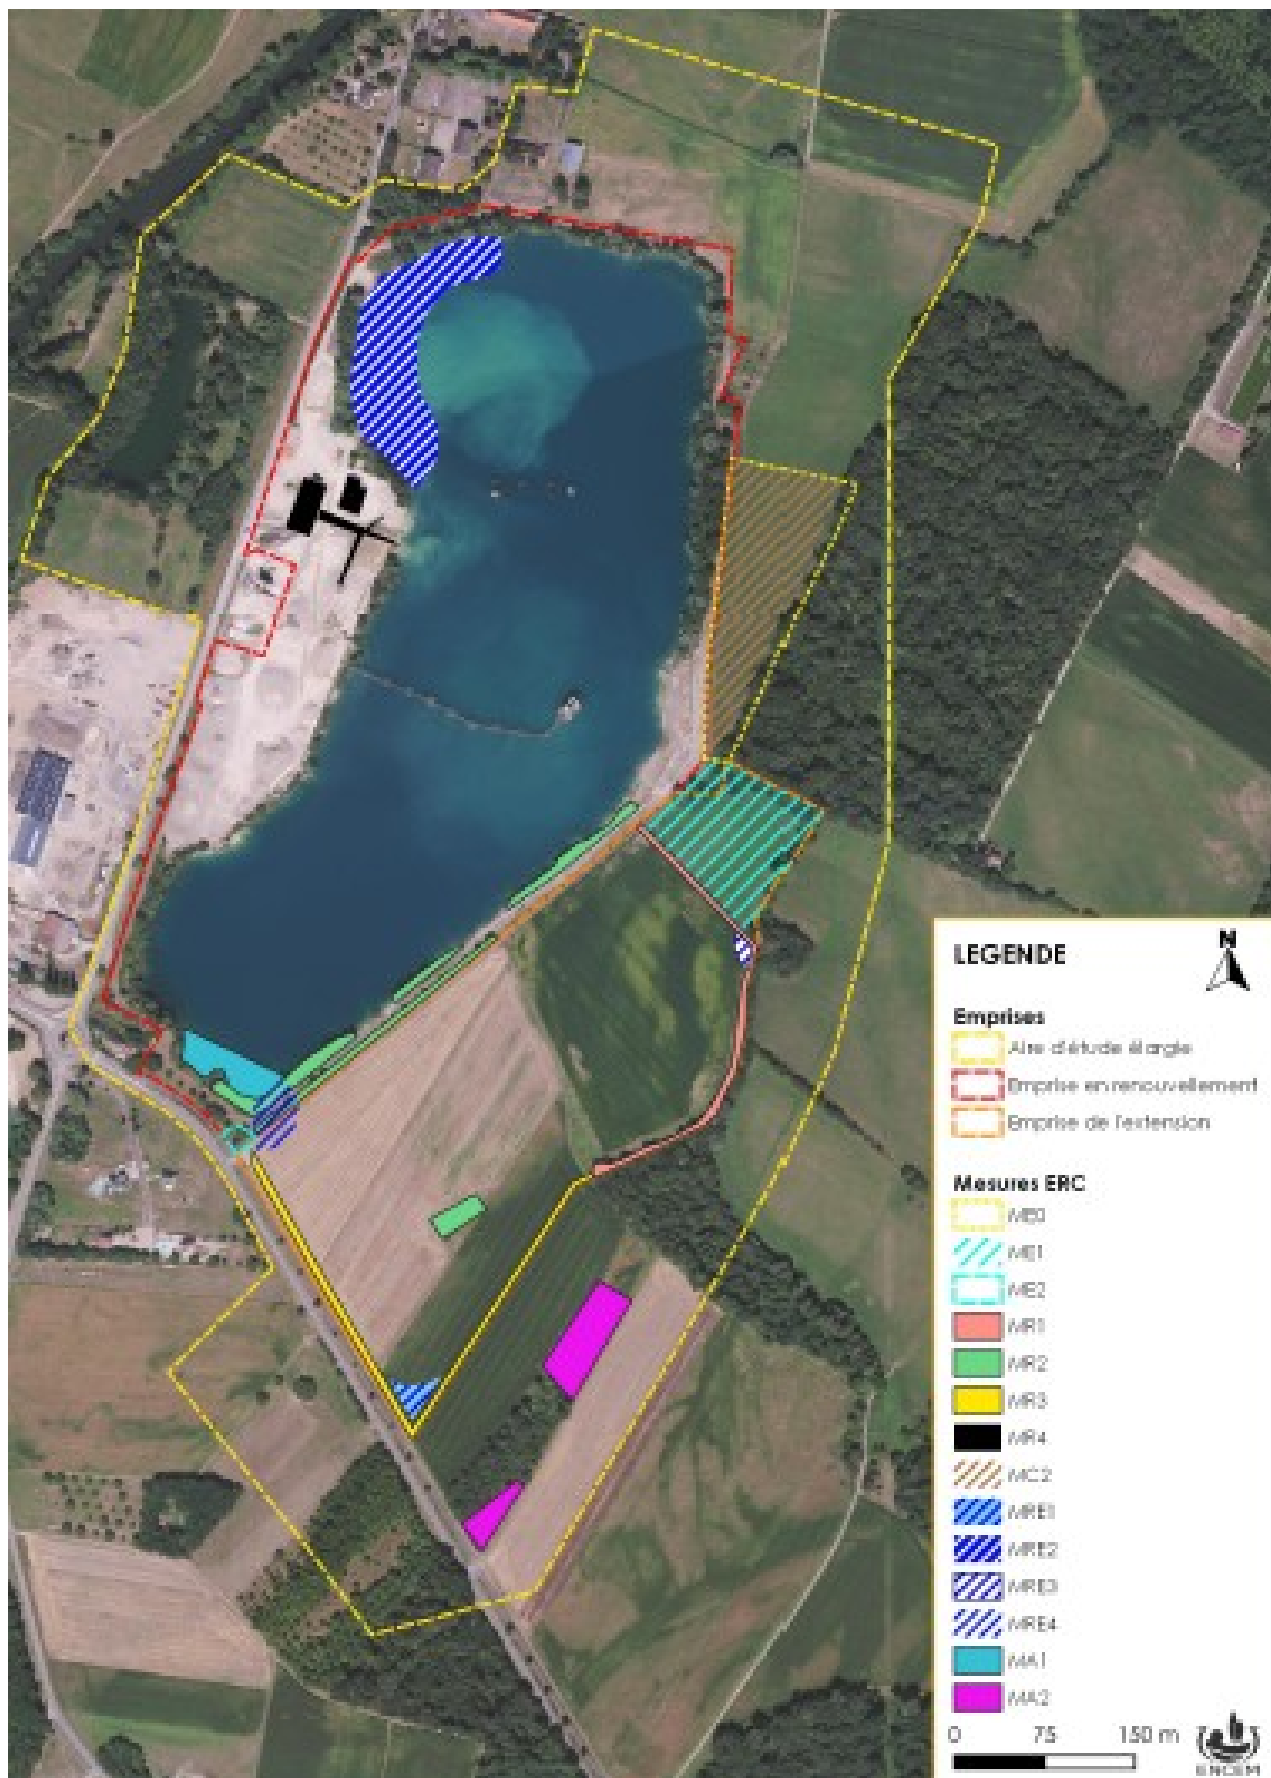 N
LEGENDE
Emprises
Aire d'étude élargie
Emprise en renouvellment
Emprise de l'extension
Mesures ERC
ME0
ME1
ME2
MR1
MR2
MR3
MR4
MC2
MRE1
MRE2
MRE3
MRE4
MA1
MA2
0 75 150 m
ENCEM